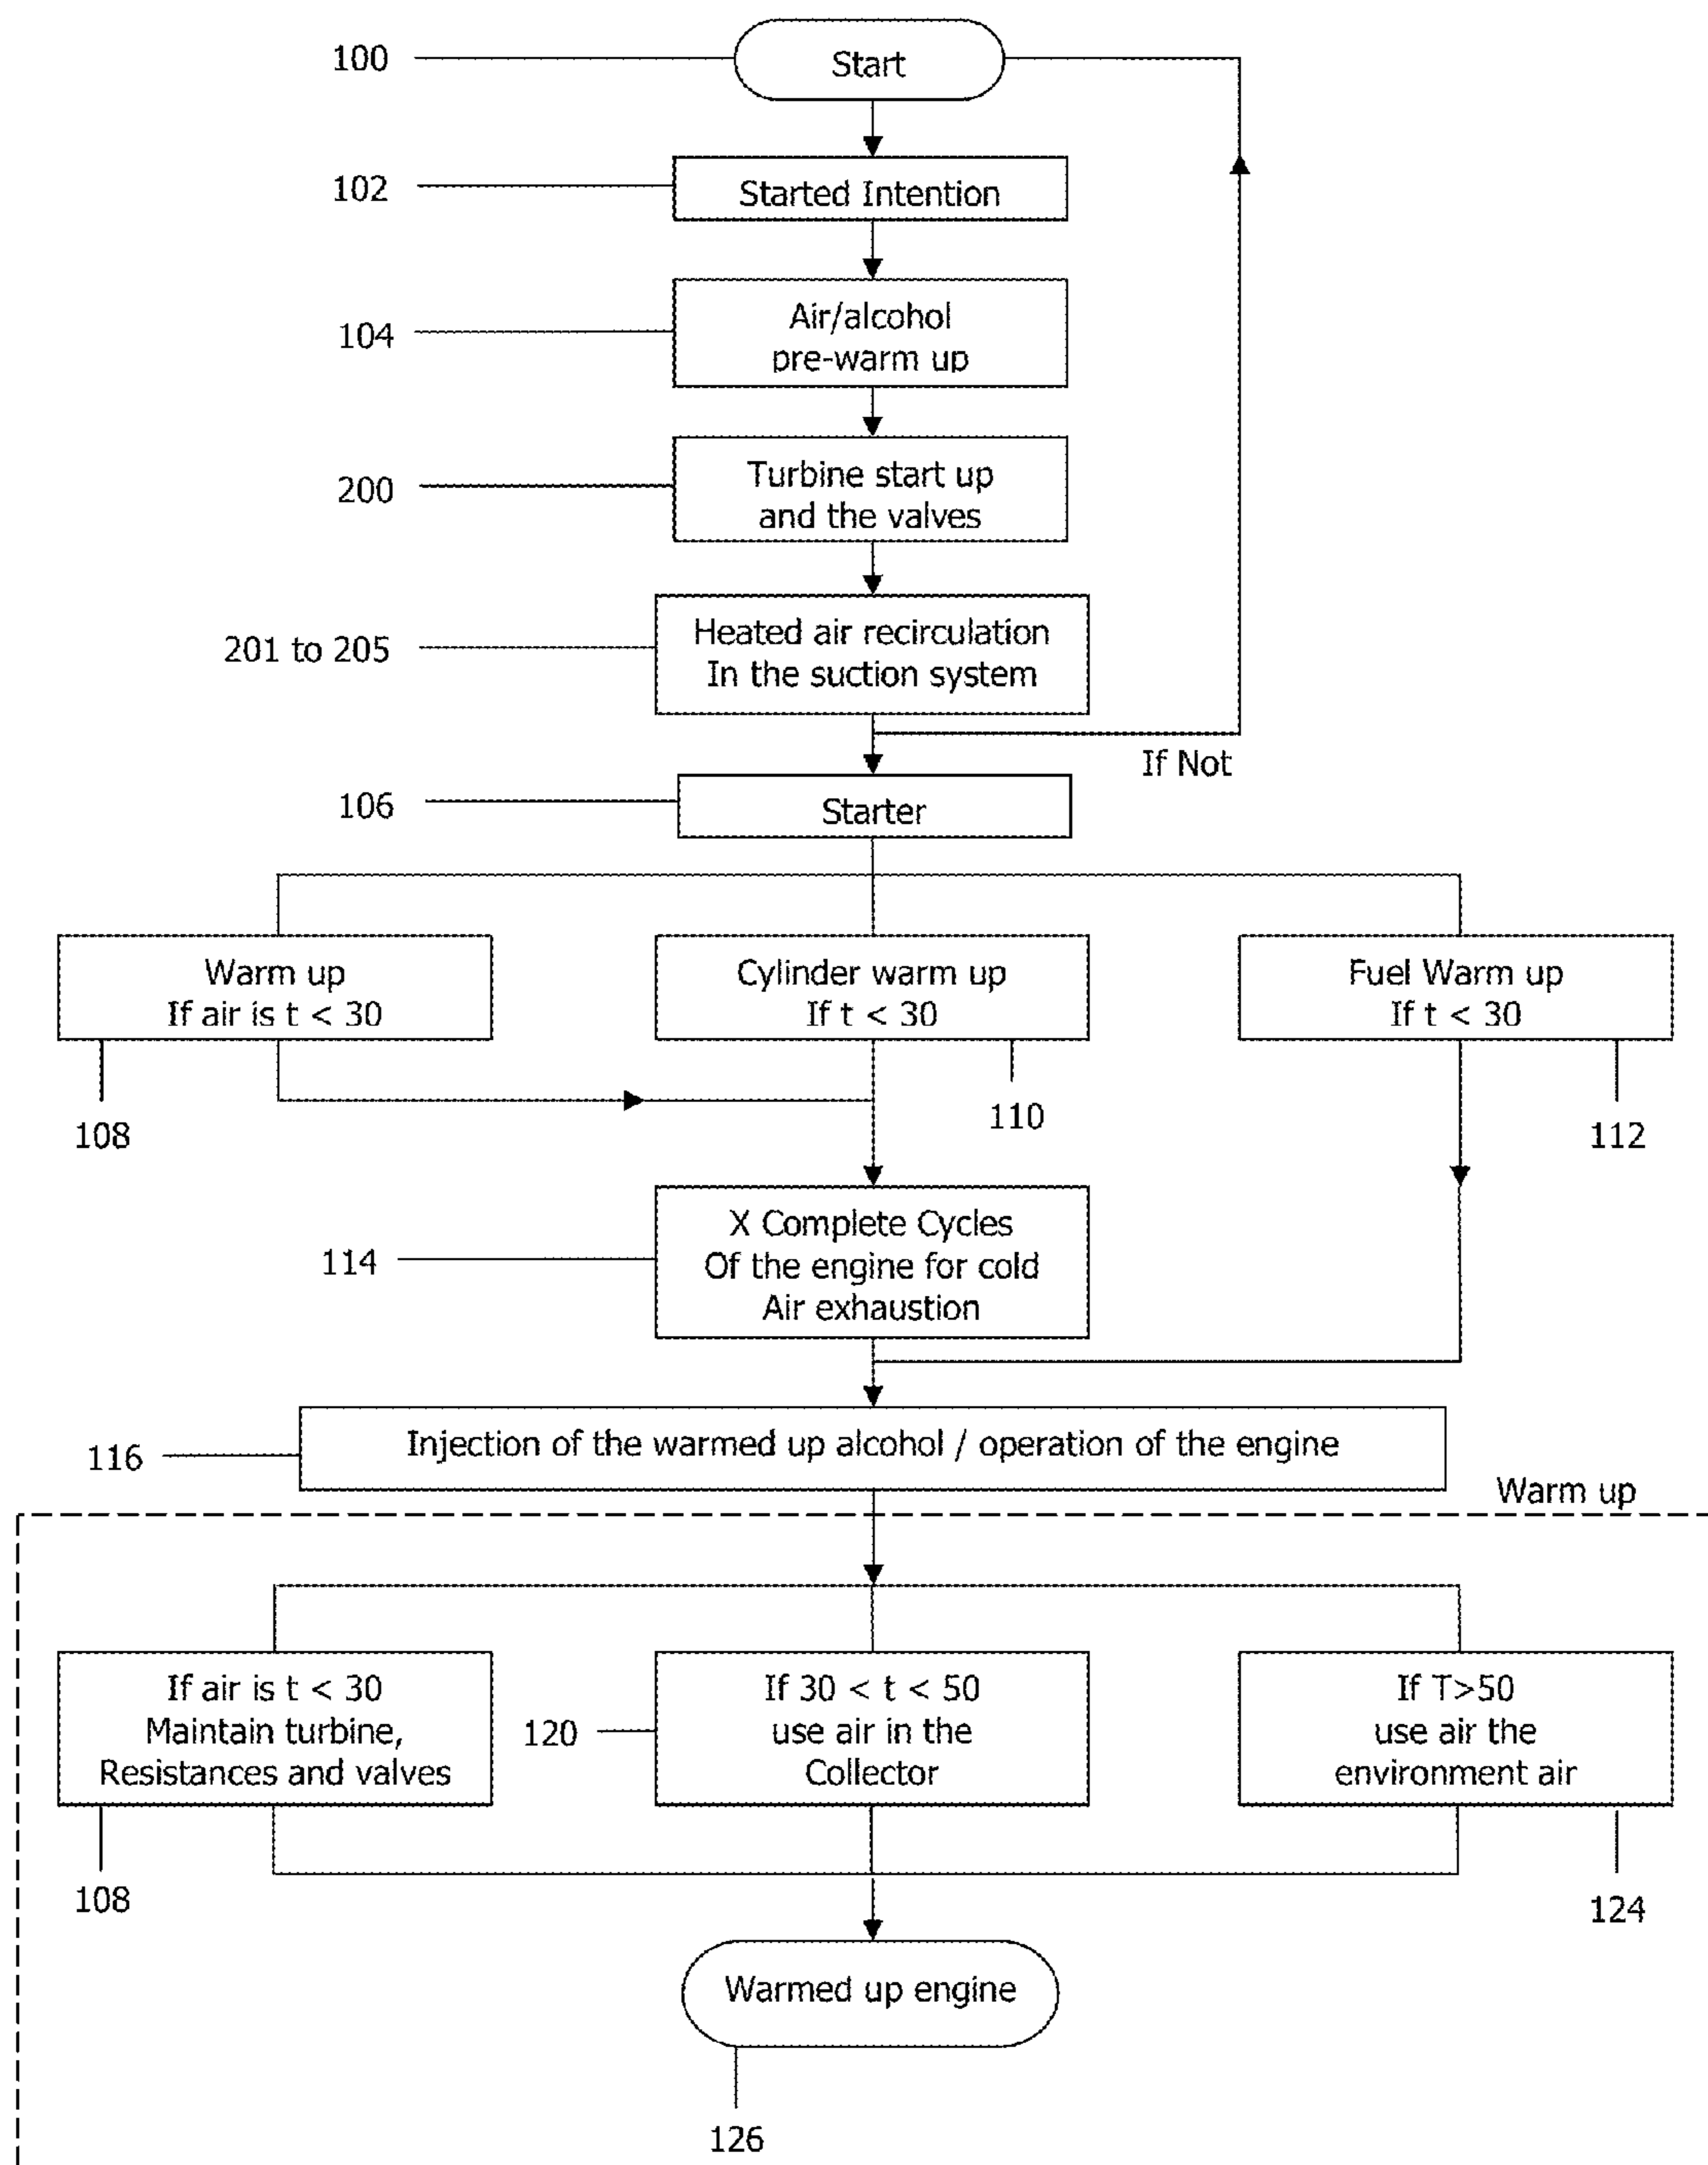 100
Start
102
Started Intention
104
Air/alcohol
pre-warm up
200
Turbine start up
and the valves
201 to 205
Heated air recirculation
In the suction system
If Not
106
Starter
Warm up
If air is t < 30
Cylinder warm up
If t < 30
Fuel Warm up
If t < 30
108
110
112
114
X Complete Cycles
Of the engine for cold
Air exhaustion
116
Injection of the warmed up alcohol / operation of the engine
Warm up
If air is t < 30
Maintain turbine,
Resistances and valves
120
If 30 < t < 50
use air in the
Collector
If T>50
use air the
environment air
108
124
Warmed up engine
126